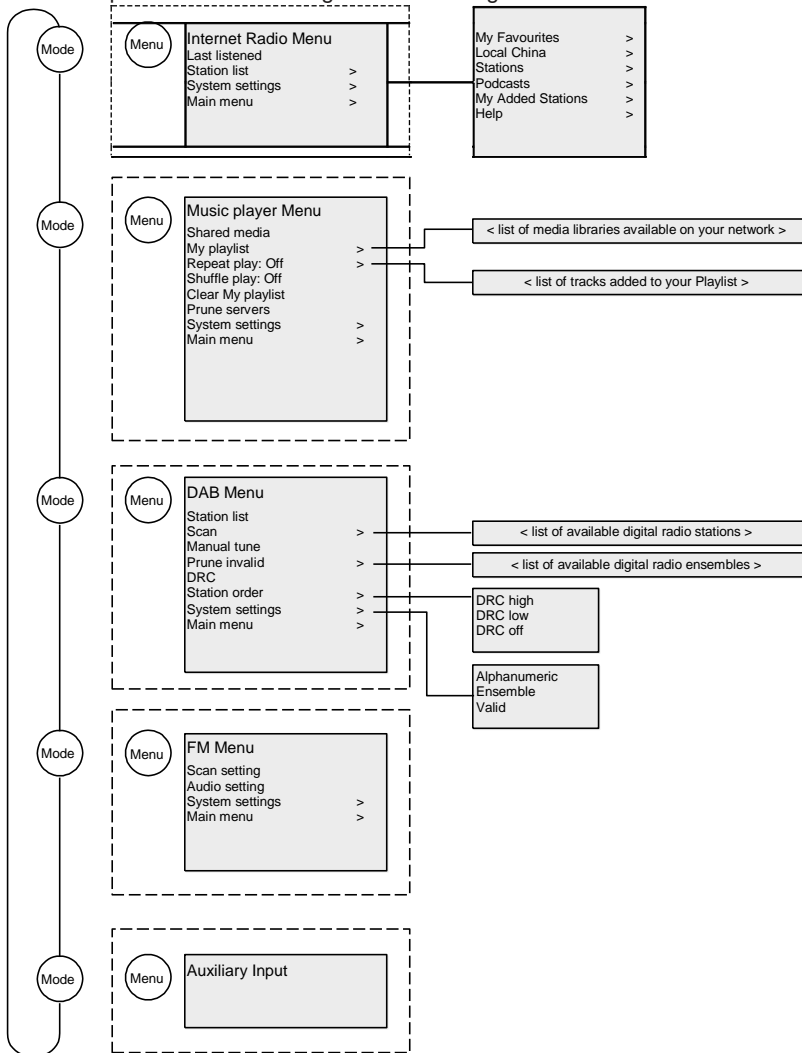 Mode
Menu
Internet Radio Menu
Last listened
Station list >
System settings >
Main menu >
My Favourites >
Local China >
Stations >
Podcasts >
My Added Stations >
Help >
Mode
Menu
Music player Menu
Shared media
My playlist >
Repeat play: Off >
Shuffle play: Off
Clear My playlist
Prune servers
System settings >
Main menu >
< list of media libraries available on your network >
< list of tracks added to your Playlist >
Mode
Menu
DAB Menu
Station list
Scan >
Manual tune
Prune invalid >
DRC
Station order >
System settings >
Main menu >
< list of available digital radio stations >
< list of available digital radio ensembles >
DRC high
DRC low
DRC off
Alphanumeric
Ensemble
Valid
Mode
Menu
FM Menu
Scan setting
Audio setting
System settings >
Main menu >
Mode
Menu
Auxiliary Input